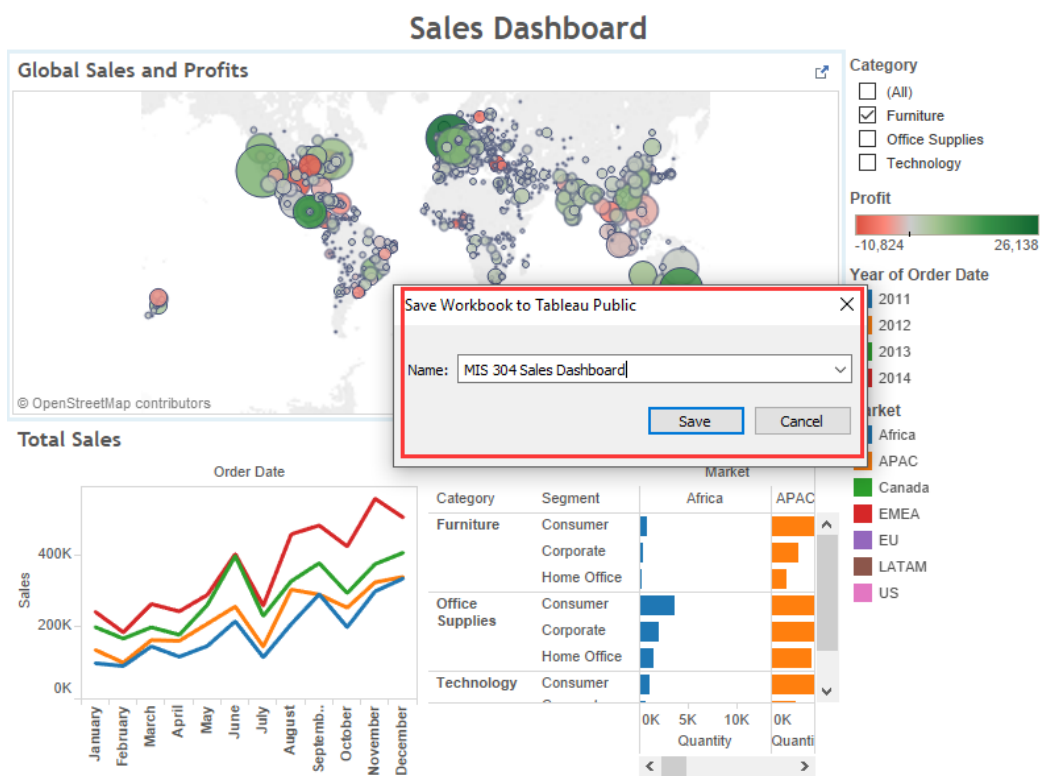 Sales Dashboard
Global Sales and Profits
© OpenStreetMap contributors
Category
(All)
Furniture
Office Supplies
Technology
Profit
-10,824 26,138
Year of Order Date
2011
2012
2013
2014
arket
Africa
APAC
Canada
EMEA
EU
LATAM
US
Save Workbook to Tableau Public
Name: MIS 304 Sales Dashboard
Save Cancel
Total Sales
Order Date
Sales
400K
200K
0K
January
February
March
April
May
June
July
August
Septemb..
October
November
December
Market
Category Segment Africa APAC
Furniture Consumer
Corporate
Home Office
Office Supplies Consumer
Corporate
Home Office
Technology Consumer
0K 5K 10K 0K
Quantity Quanti